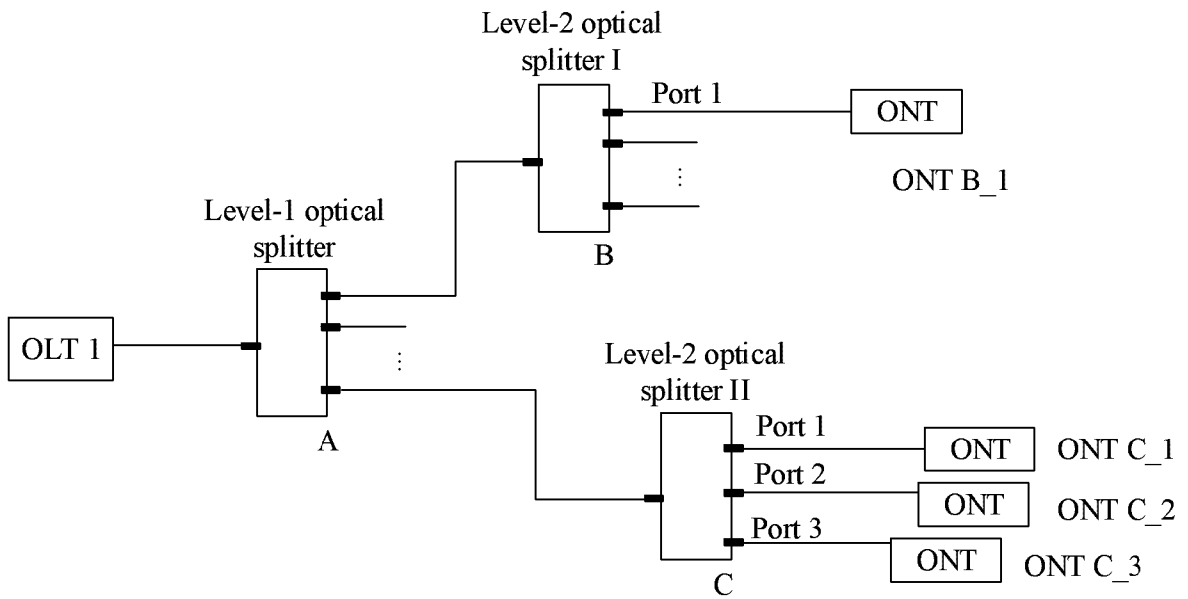 Level-2 optical
splitter I
Port 1
ONT
ONT B_1
B
Level-1 optical
splitter
OLT 1
A
Level-2 optical
splitter II
Port 1
ONT
ONT C_1
Port 2
ONT
ONT C_2
Port 3
ONT
ONT C_3
C